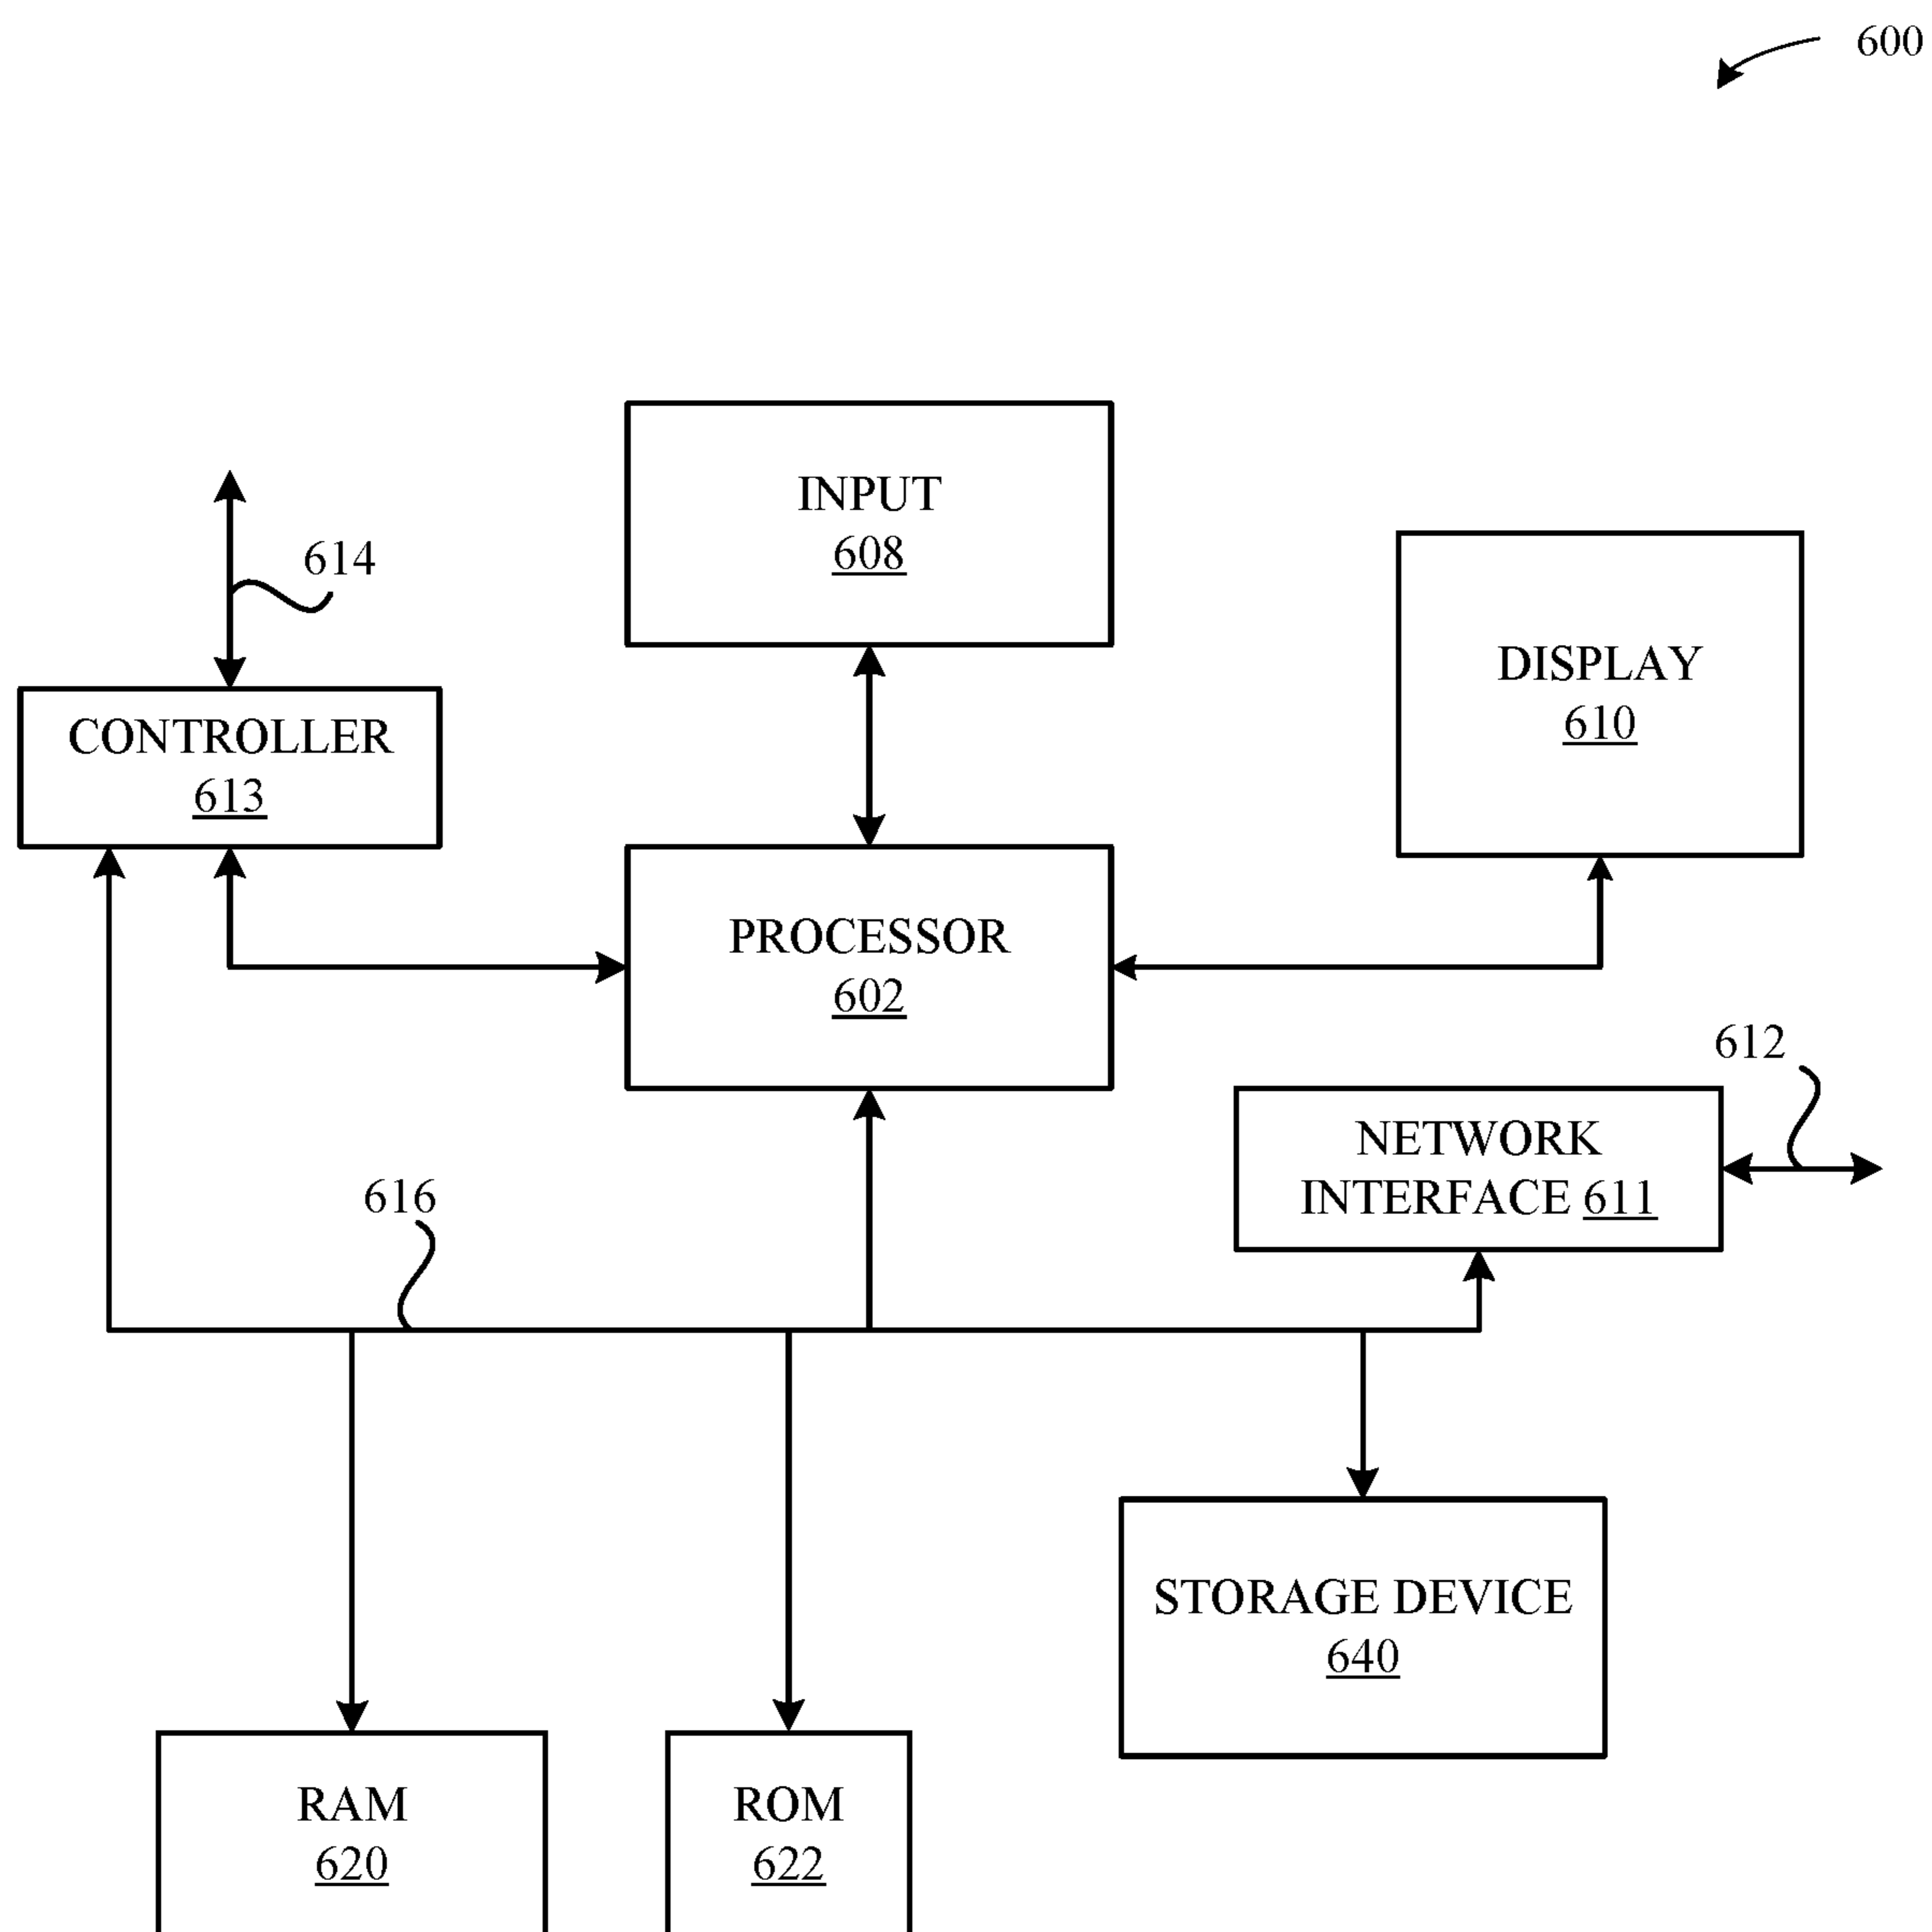 600
INPUT
608
614
DISPLAY
610
CONTROLLER
613
PROCESSOR
602
612
NETWORK
INTERFACE 611
616
STORAGE DEVICE
640
RAM
620
ROM
622